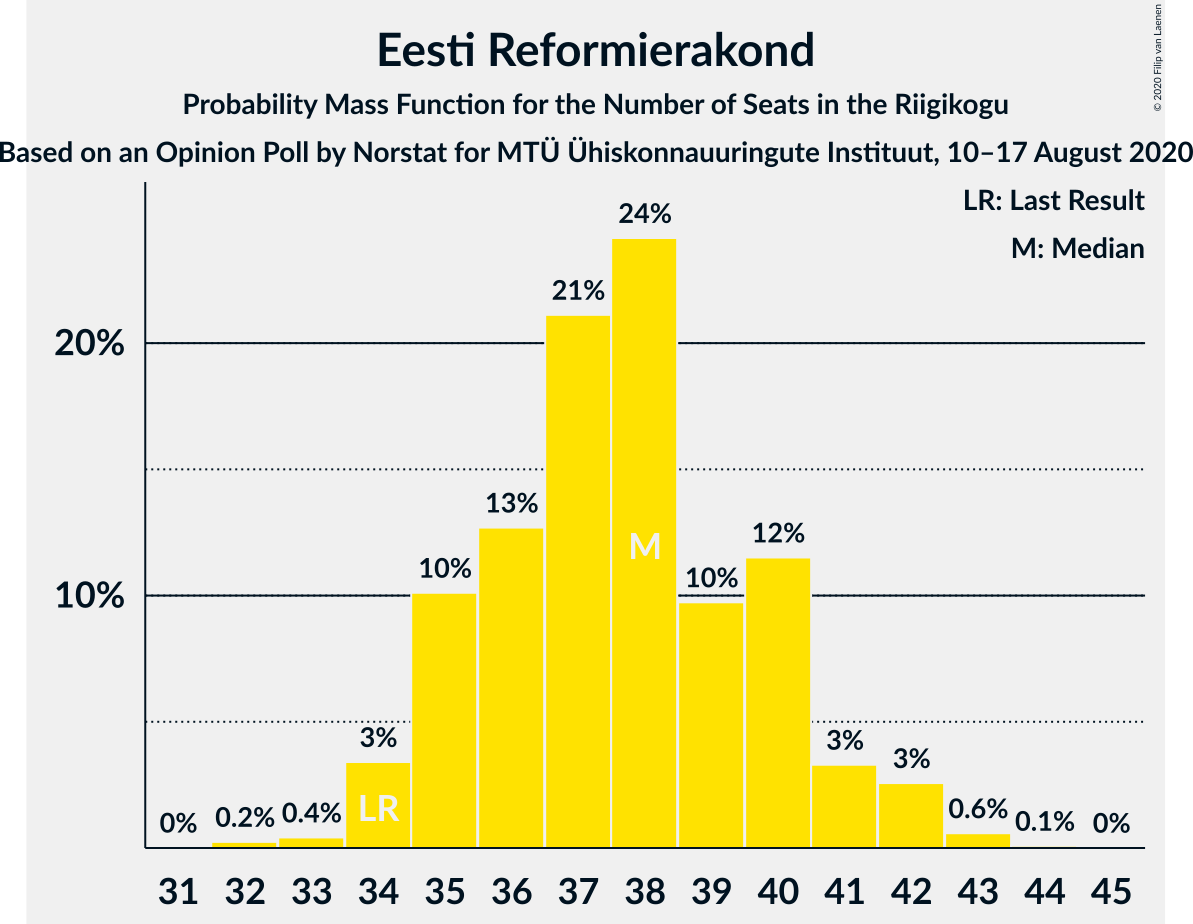 Eesti Reformierakond
Probability Mass Function for the Number of Seats in the Riigikogu
Based on an Opinion Poll by Norstat for MTÜ Ühiskonnauuringute Instituut, 10–17 August 2020
© 2020 Filip van Laenen
LR: Last Result
M: Median
24%
21%
20%
13%
12%
M
10%
10%
10%
3%
3%
3%
LR
0%
0.2%
0.4%
0.6%
0.1%
0%
31 32 33 34 35 36 37 38 39 40 41 42 43 44 45